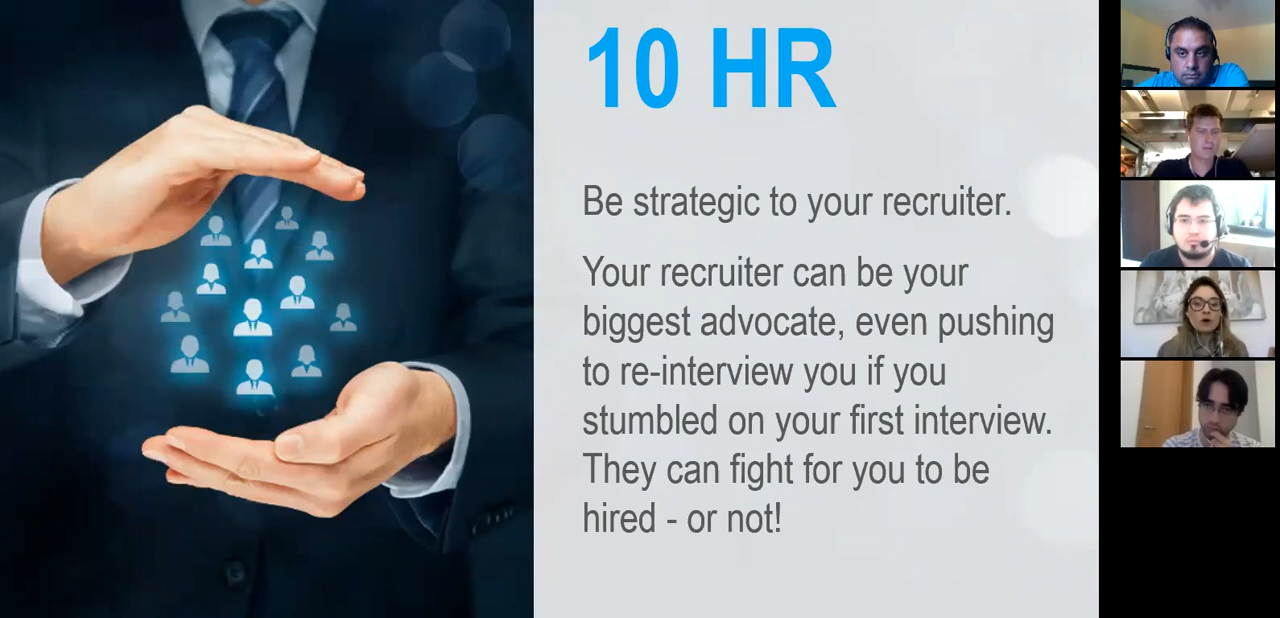 10 HR
Be strategic to your recruiter.
Your recruiter can be your
biggest advocate, even pushing
to re-interview you if you
stumbled on your first interview.
They can fight for you to be
hired - or not!